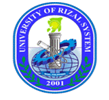 UNIVERSITY OF RIZAL SYSTEM
2001